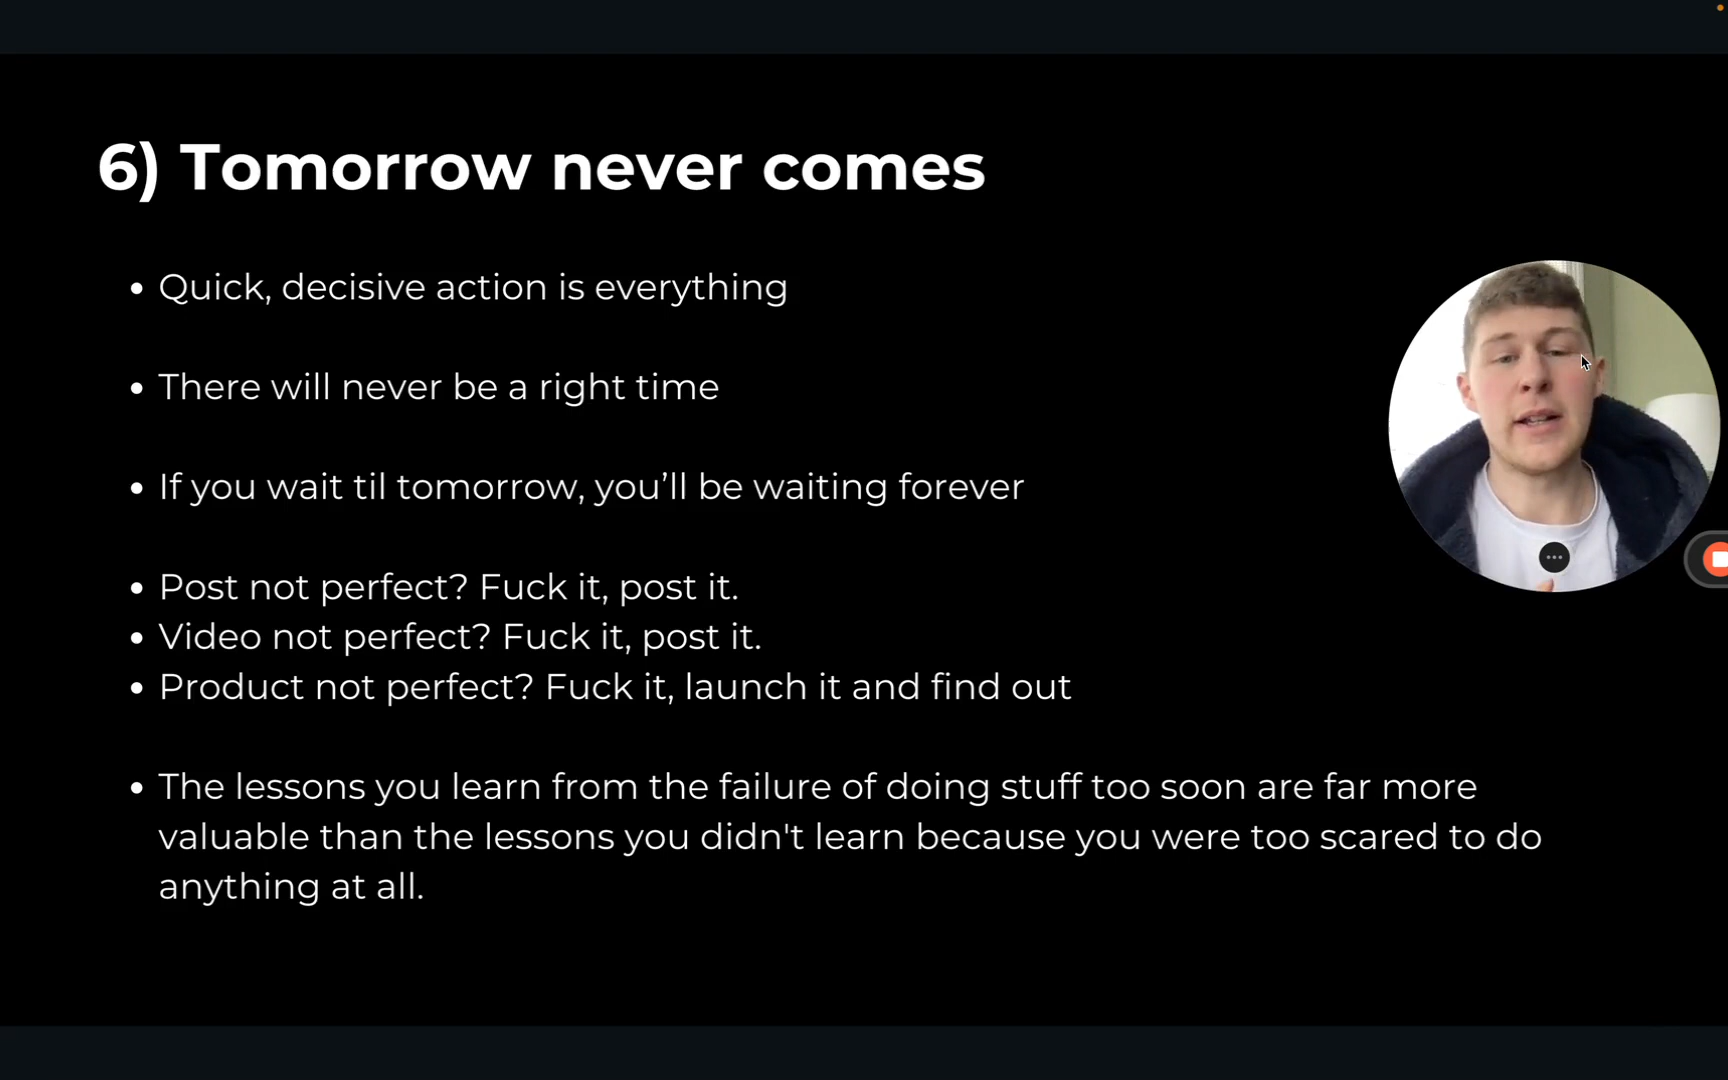 6) Tomorrow never comes
• Quick, decisive action is everything
• There will never be a right time
• If you wait til tomorrow, you’ll be waiting forever
• Post not perfect? Fuck it, post it.
• Video not perfect? Fuck it, post it.
• Product not perfect? Fuck it, launch it and find out
• The lessons you learn from the failure of doing stuff too soon are far more
valuable than the lessons you didn't learn because you were too scared to do
anything at all.